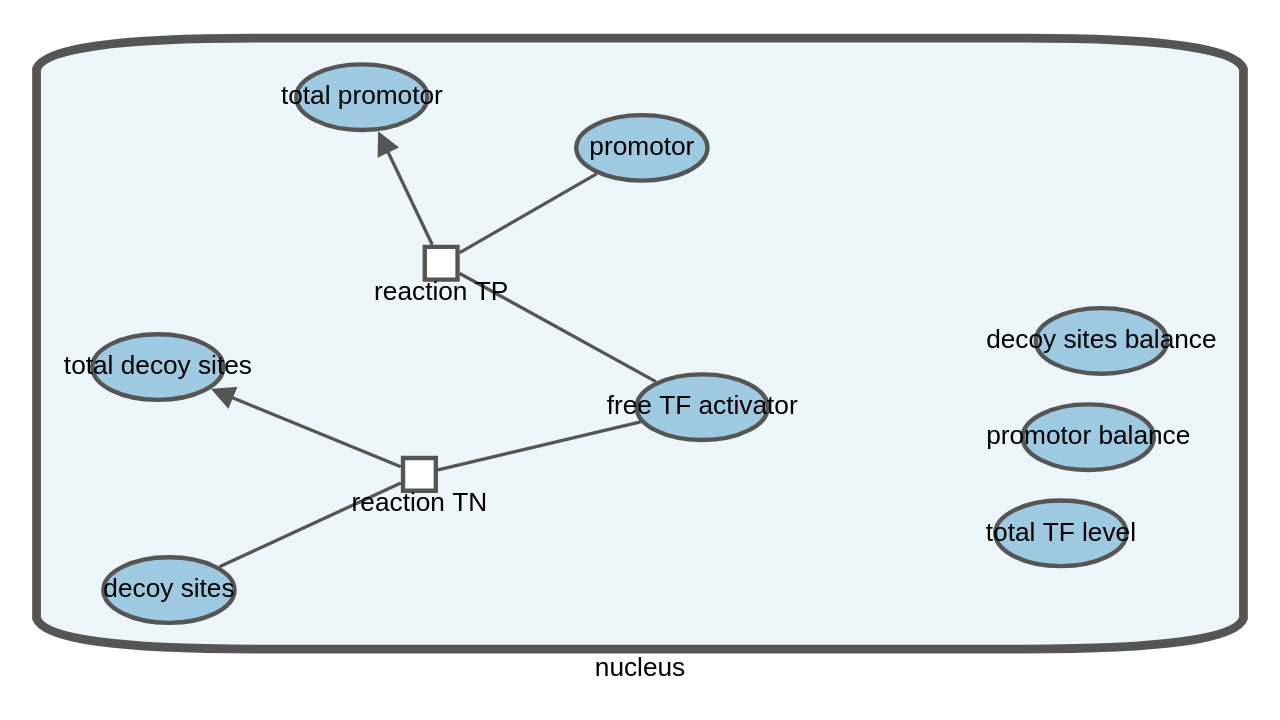 total promotor
promotor
reaction TP
decoy sites balance
total decoy sites
free TF activator
promotor balance
reaction TN
total TF level
decoy sites
nucleus